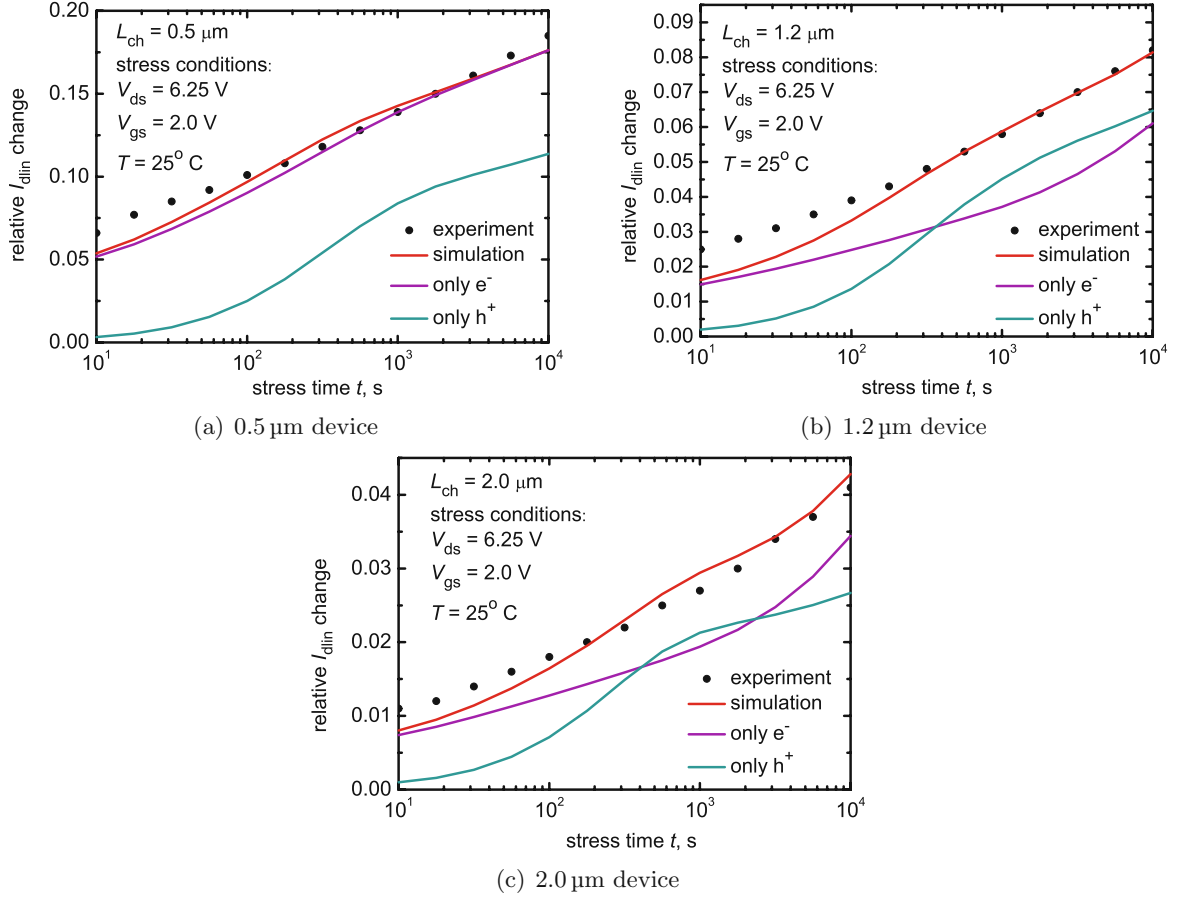 0.20
0.15
0.10
0.05
0.00
relative I_dlin change
L_ch = 0.5 μm
stress conditions:
V_ds = 6.25 V
V_gs = 2.0 V
T = 25° C
experiment
simulation
only e⁻
only h⁺
10¹ 10² 10³ 10⁴
stress time t, s
(a) 0.5 µm device
0.09
0.08
0.07
0.06
0.05
0.04
0.03
0.02
0.01
0.00
relative I_dlin change
L_ch = 1.2 μm
stress conditions:
V_ds = 6.25 V
V_gs = 2.0 V
T = 25° C
experiment
simulation
only e⁻
only h⁺
10¹ 10² 10³ 10⁴
stress time t, s
(b) 1.2 µm device
0.04
0.03
0.02
0.01
0.00
relative I_dlin change
L_ch = 2.0 μm
stress conditions:
V_ds = 6.25 V
V_gs = 2.0 V
T = 25° C
experiment
simulation
only e⁻
only h⁺
10¹ 10² 10³ 10⁴
stress time t, s
(c) 2.0 µm device